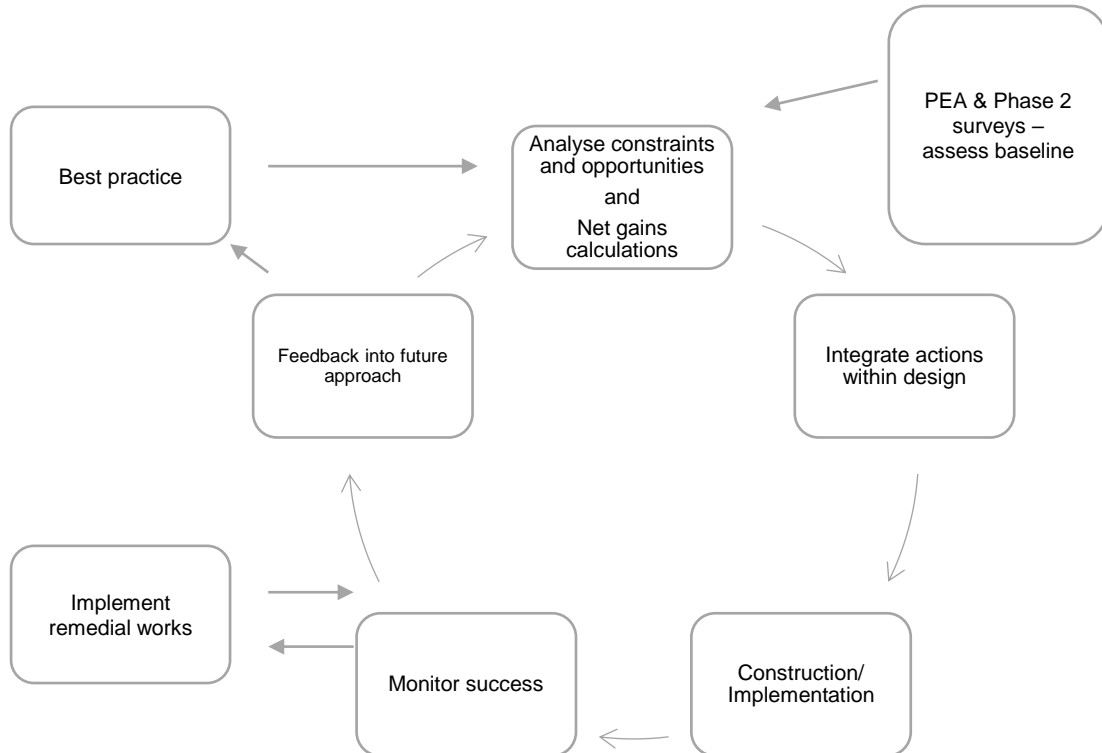 PEA & Phase 2
surveys –
assess baseline
Analyse constraints
and opportunities
and
Net gains
calculations
Best practice
Feedback into future
approach
Integrate actions
within design
Implement
remedial works
Monitor success
Construction/
Implementation